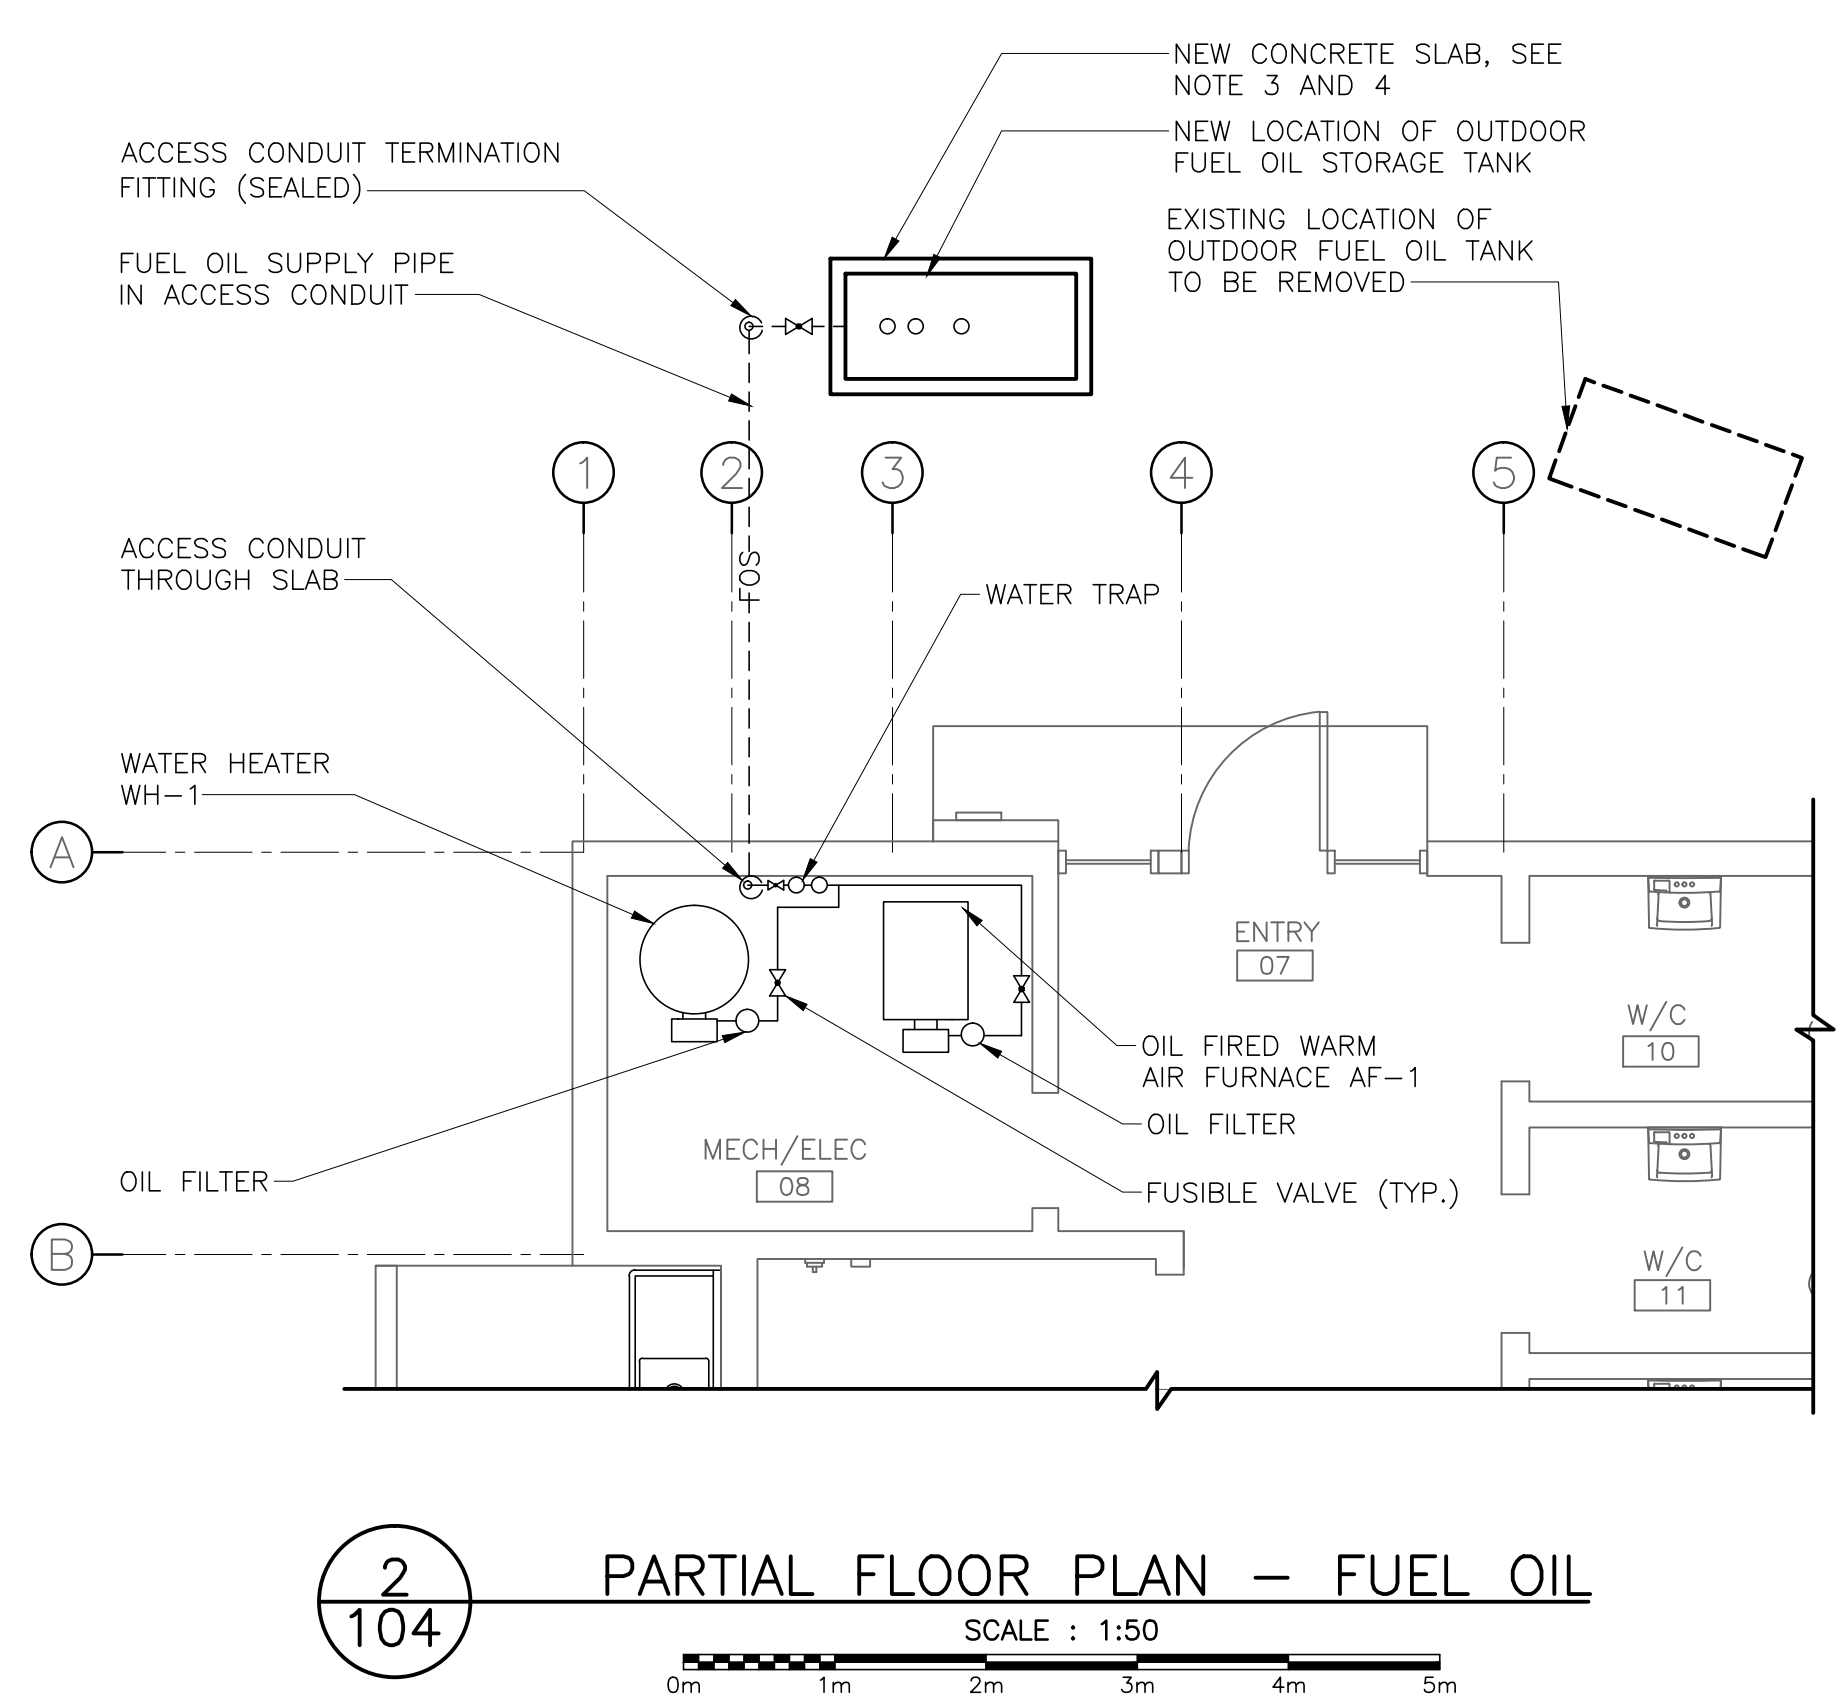 NEW CONCRETE SLAB, SEE
NOTE 3 AND 4
NEW LOCATION OF OUTDOOR
FUEL OIL STORAGE TANK
ACCESS CONDUIT TERMINATION
FITTING (SEALED)
EXISTING LOCATION OF
OUTDOOR FUEL OIL TANK
TO BE REMOVED
FUEL OIL SUPPLY PIPE
IN ACCESS CONDUIT
1
2
3
4
5
ACCESS CONDUIT
THROUGH SLAB
FOS
WATER TRAP
WATER HEATER
WH-1
A
ENTRY
07
W/C
10
OIL FIRED WARM
AIR FURNACE AF-1
OIL FILTER
MECH/ELEC
08
OIL FILTER
FUSIBLE VALVE (TYP.)
B
W/C
11
2
104
PARTIAL FLOOR PLAN - FUEL OIL
SCALE : 1:50
0m 1m 2m 3m 4m 5m